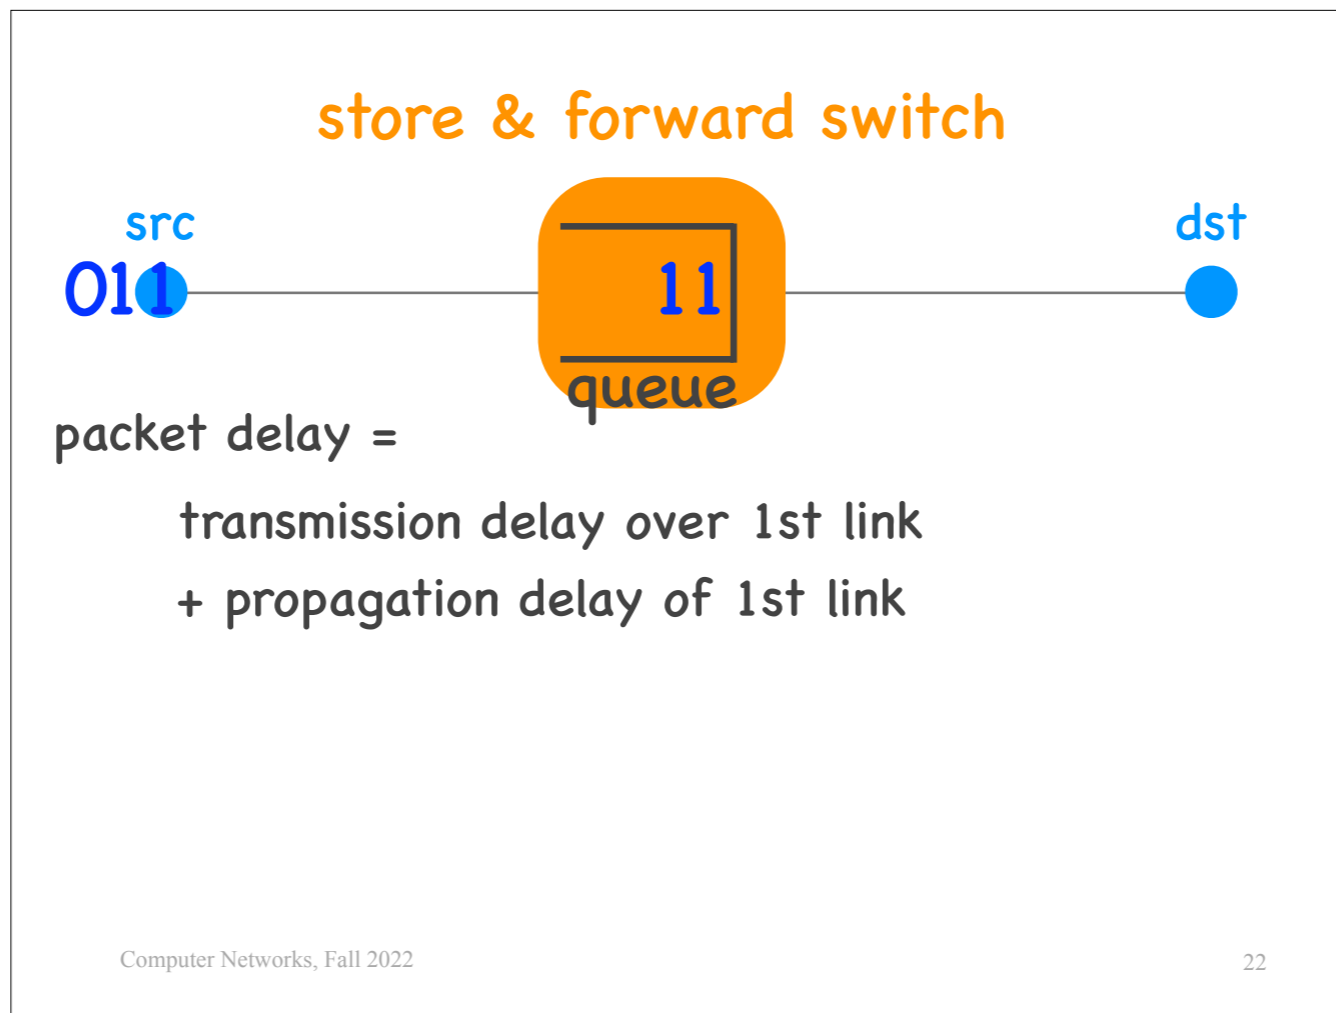 store & forward switch
src
dst
011
11
queue
packet delay =
transmission delay over 1st link
+ propagation delay of 1st link
Computer Networks, Fall 2022
22